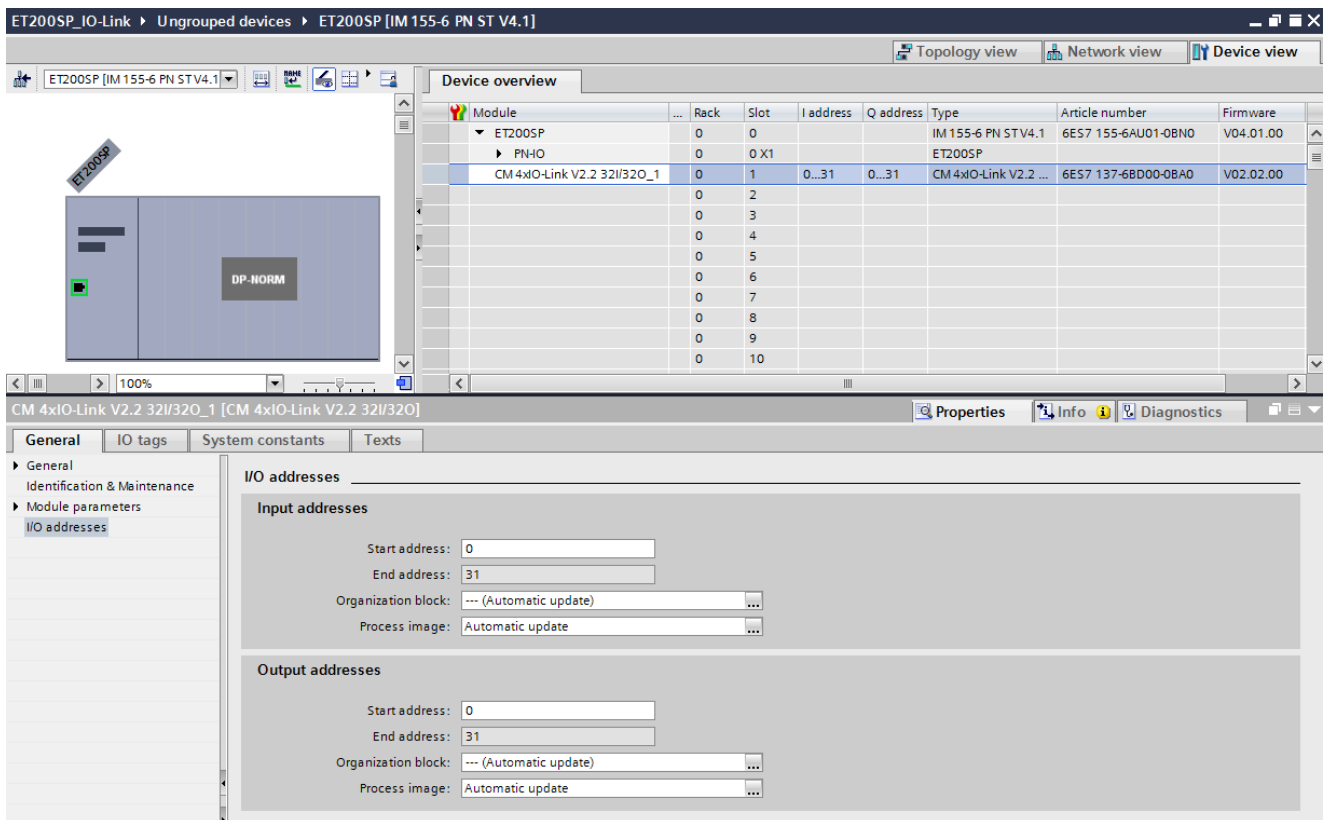 ET200SP_IO-Link ▸ Ungrouped devices ▸ ET200SP [IM 155-6 PN ST V4.1]
Topology view Network view Device view
ET200SP [IM 155-6 PN ST V4.1
Device overview
Module ... Rack Slot I address Q address Type Article number Firmware
ET200SP 0 0 IM 155-6 PN ST V4.1 6ES7 155-6AU01-0BN0 V04.01.00
PN-IO 0 0 X1 ET200SP
CM 4xIO-Link V2.2 32I/32O_1 0 1 0...31 0...31 CM 4xIO-Link V2.2 ... 6ES7 137-6BD00-0BA0 V02.02.00
0 2
0 3
0 4
0 5
0 6
0 7
0 8
0 9
0 10
ET200SP
DP-NORM
100%
CM 4xIO-Link V2.2 32I/32O_1 [CM 4xIO-Link V2.2 32I/32O]
Properties Info Diagnostics
General IO tags System constants Texts
General
Identification & Maintenance
Module parameters
I/O addresses
I/O addresses
Input addresses
Start address: 0
End address: 31
Organization block: --- (Automatic update) ...
Process image: Automatic update ...
Output addresses
Start address: 0
End address: 31
Organization block: --- (Automatic update) ...
Process image: Automatic update ...